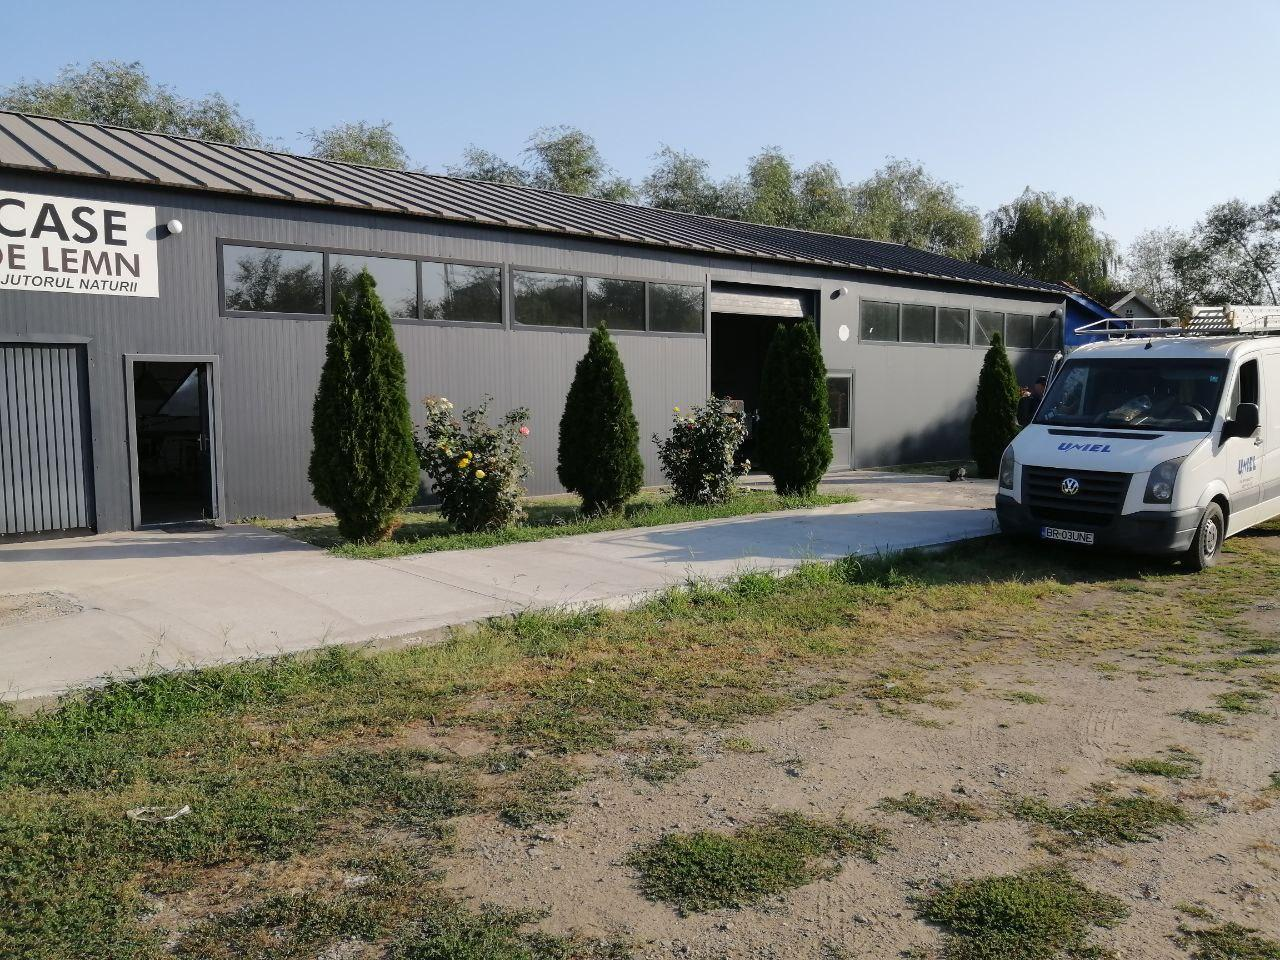 CASE
DE LEMN
JUTORUL NATURII
UNIEL
UNIEL
BR 03UNE